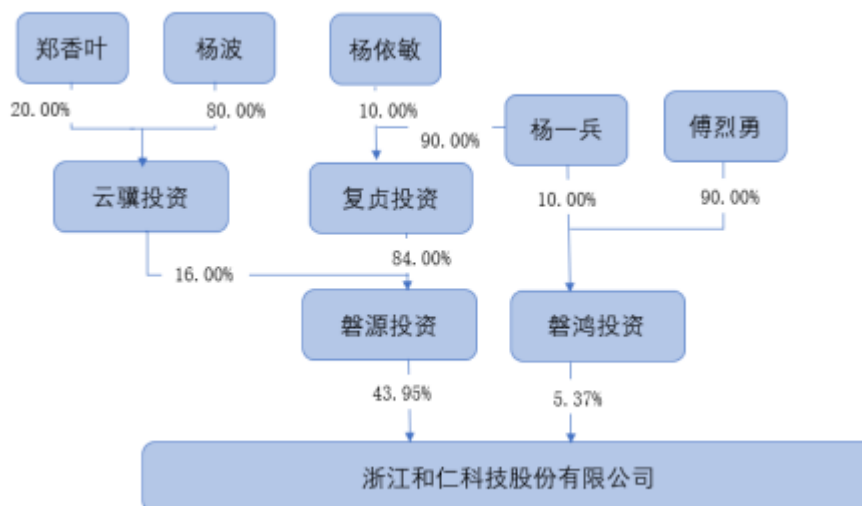 郑香叶
杨波
杨依敏
20.00%
80.00%
10.00%
90.00%
杨一兵
傅烈勇
云骥投资
复贞投资
10.00%
90.00%
16.00%
84.00%
磐源投资
磐鸿投资
43.95%
5.37%
浙江和仁科技股份有限公司